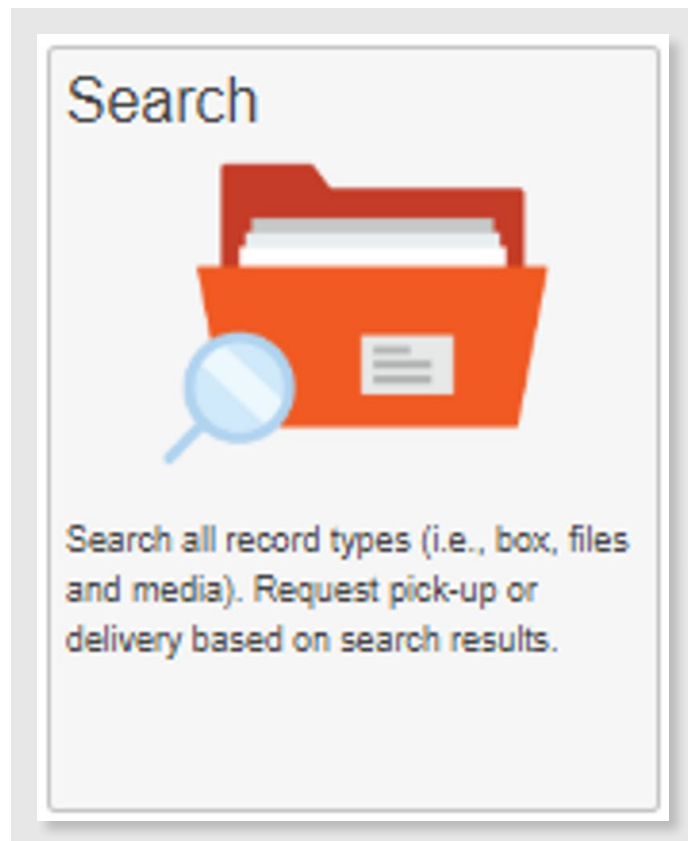 Search
Search all record types (i.e., box, files
and media). Request pick-up or
delivery based on search results.